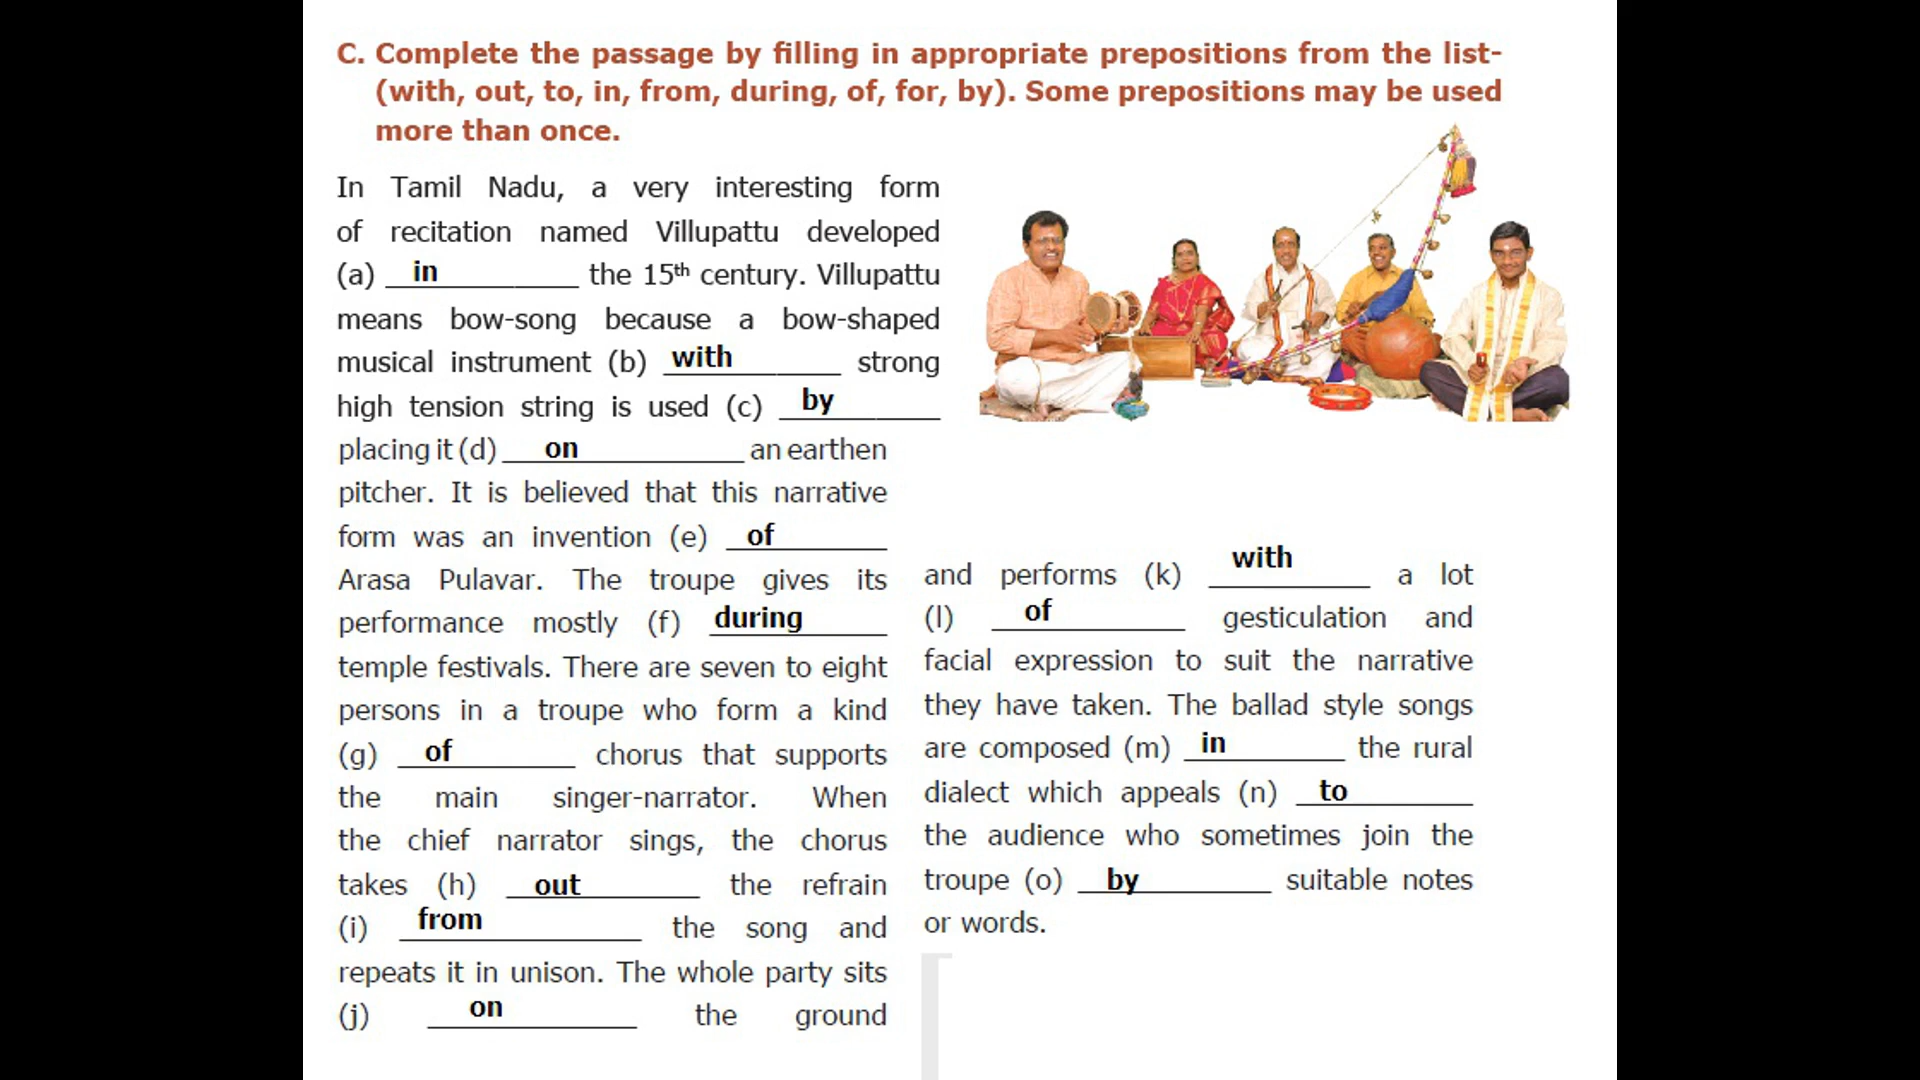 C. Complete the passage by filling in appropriate prepositions from the list-
(with, out, to, in, from, during, of, for, by). Some prepositions may be used
more than once.
In Tamil Nadu, a very interesting form
of recitation named Villupattu developed
(a) in the 15th century. Villupattu
means bow-song because a bow-shaped
musical instrument (b) with strong
high tension string is used (c) by
placing it (d) on an earthen
pitcher. It is believed that this narrative
form was an invention (e) of
Arasa Pulavar. The troupe gives its
performance mostly (f) during
temple festivals. There are seven to eight
persons in a troupe who form a kind
(g) of chorus that supports
the main singer-narrator. When
the chief narrator sings, the chorus
takes (h) out the refrain
(i) from the song and
repeats it in unison. The whole party sits
(j) on the ground
and performs (k) with a lot
(l) of gesticulation and
facial expression to suit the narrative
they have taken. The ballad style songs
are composed (m) in the rural
dialect which appeals (n) to
the audience who sometimes join the
troupe (o) by suitable notes
or words.